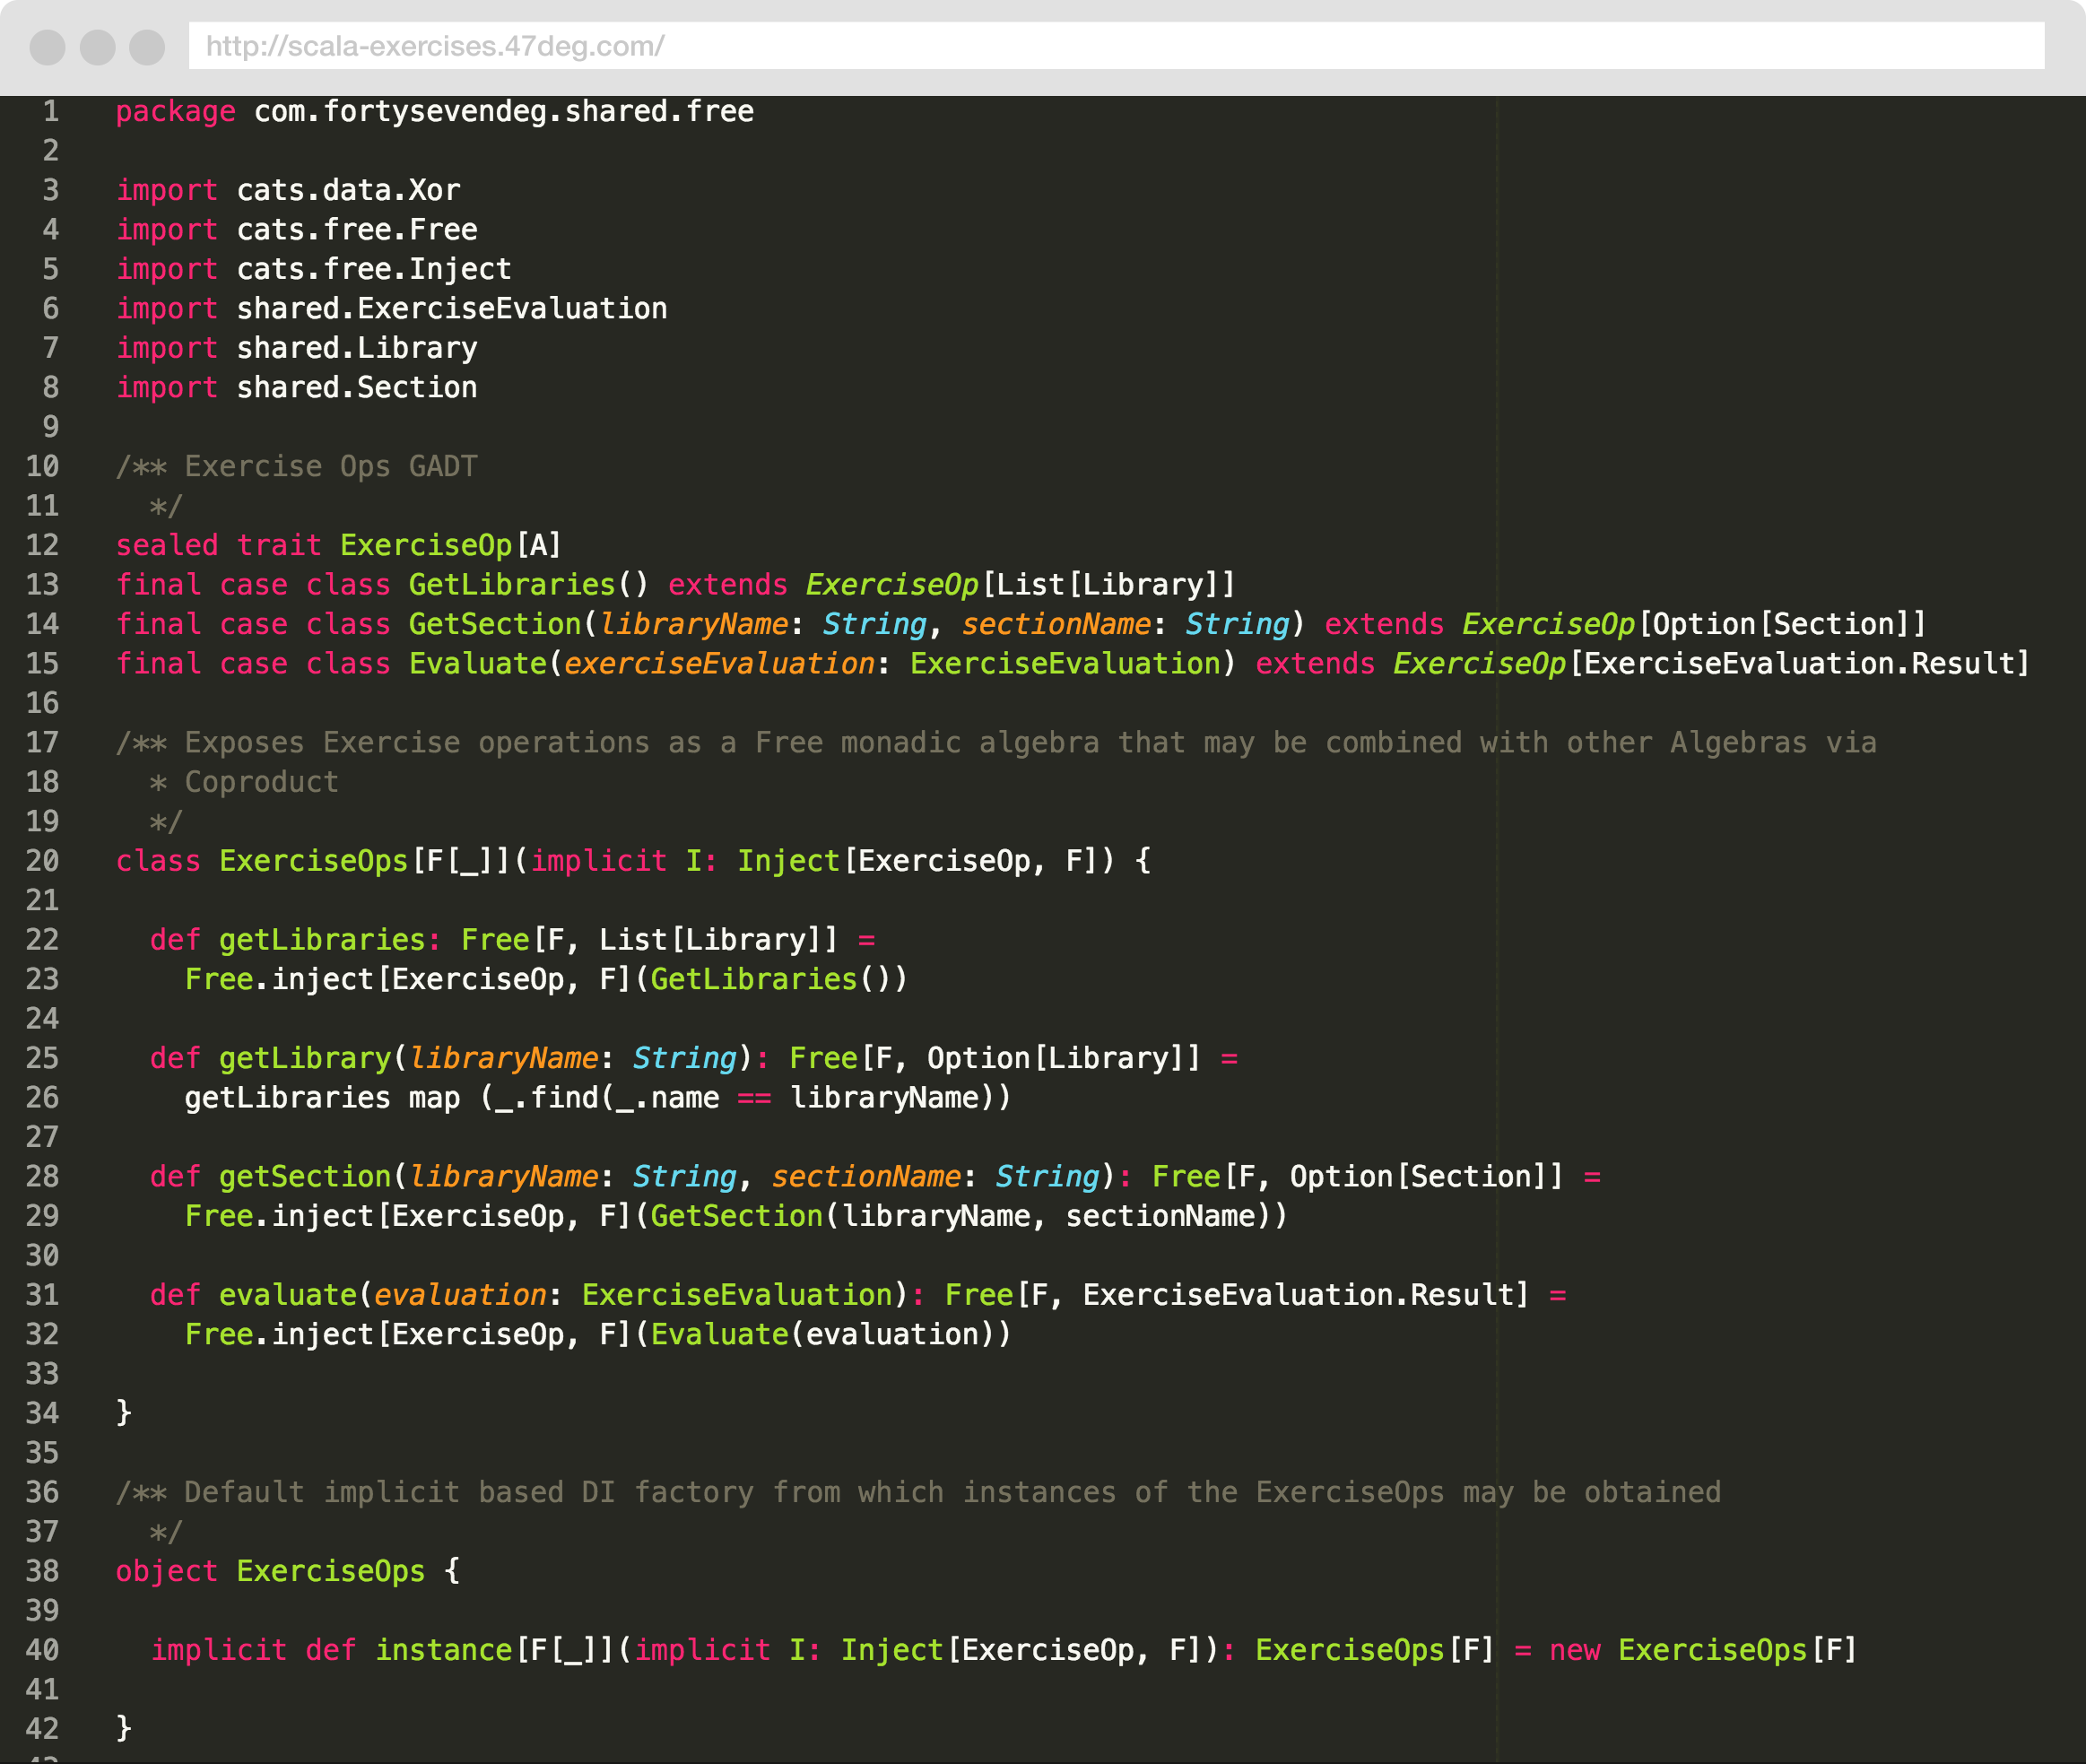 http://scala-exercises.47deg.com/
1 package com.fortysevendeg.shared.free
2
3 import cats.data.Xor
4 import cats.free.Free
5 import cats.free.Inject
6 import shared.ExerciseEvaluation
7 import shared.Library
8 import shared.Section
9
10 /** Exercise Ops GADT
11   */
12 sealed trait ExerciseOp[A]
13 final case class GetLibraries() extends ExerciseOp[List[Library]]
14 final case class GetSection(libraryName: String, sectionName: String) extends ExerciseOp[Option[Section]]
15 final case class Evaluate(exerciseEvaluation: ExerciseEvaluation) extends ExerciseOp[ExerciseEvaluation.Result]
16
17 /** Exposes Exercise operations as a Free monadic algebra that may be combined with other Algebras via
18   * Coproduct
19   */
20 class ExerciseOps[F[_]](implicit I: Inject[ExerciseOp, F]) {
21
22   def getLibraries: Free[F, List[Library]] =
23     Free.inject[ExerciseOp, F](GetLibraries())
24
25   def getLibrary(libraryName: String): Free[F, Option[Library]] =
26     getLibraries map (_.find(_.name == libraryName))
27
28   def getSection(libraryName: String, sectionName: String): Free[F, Option[Section]] =
29     Free.inject[ExerciseOp, F](GetSection(libraryName, sectionName))
30
31   def evaluate(evaluation: ExerciseEvaluation): Free[F, ExerciseEvaluation.Result] =
32     Free.inject[ExerciseOp, F](Evaluate(evaluation))
33
34 }
35
36 /** Default implicit based DI factory from which instances of the ExerciseOps may be obtained
37   */
38 object ExerciseOps {
39
40   implicit def instance[F[_]](implicit I: Inject[ExerciseOp, F]): ExerciseOps[F] = new ExerciseOps[F]
41
42 }